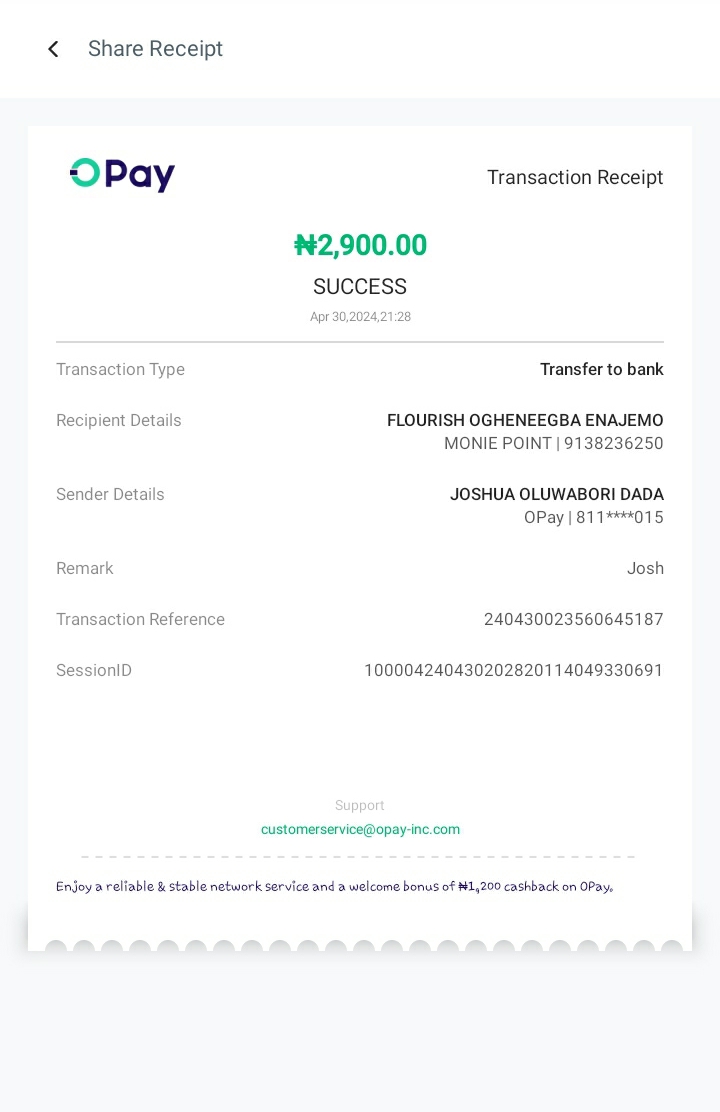 Share Receipt
OPay
Transaction Receipt
₦2,900.00
SUCCESS
Apr 30,2024,21:28
Transaction Type Transfer to bank
Recipient Details FLOURISH OGHENEEGBA ENAJEMO
MONIE POINT | 9138236250
Sender Details JOSHUA OLUWABORI DADA
OPay | 811****015
Remark Josh
Transaction Reference 240430023560645187
SessionID 100004240430202820114049330691
Support
customerservice@opay-inc.com
Enjoy a reliable & stable network service and a welcome bonus of ₦1,200 cashback on OPay.